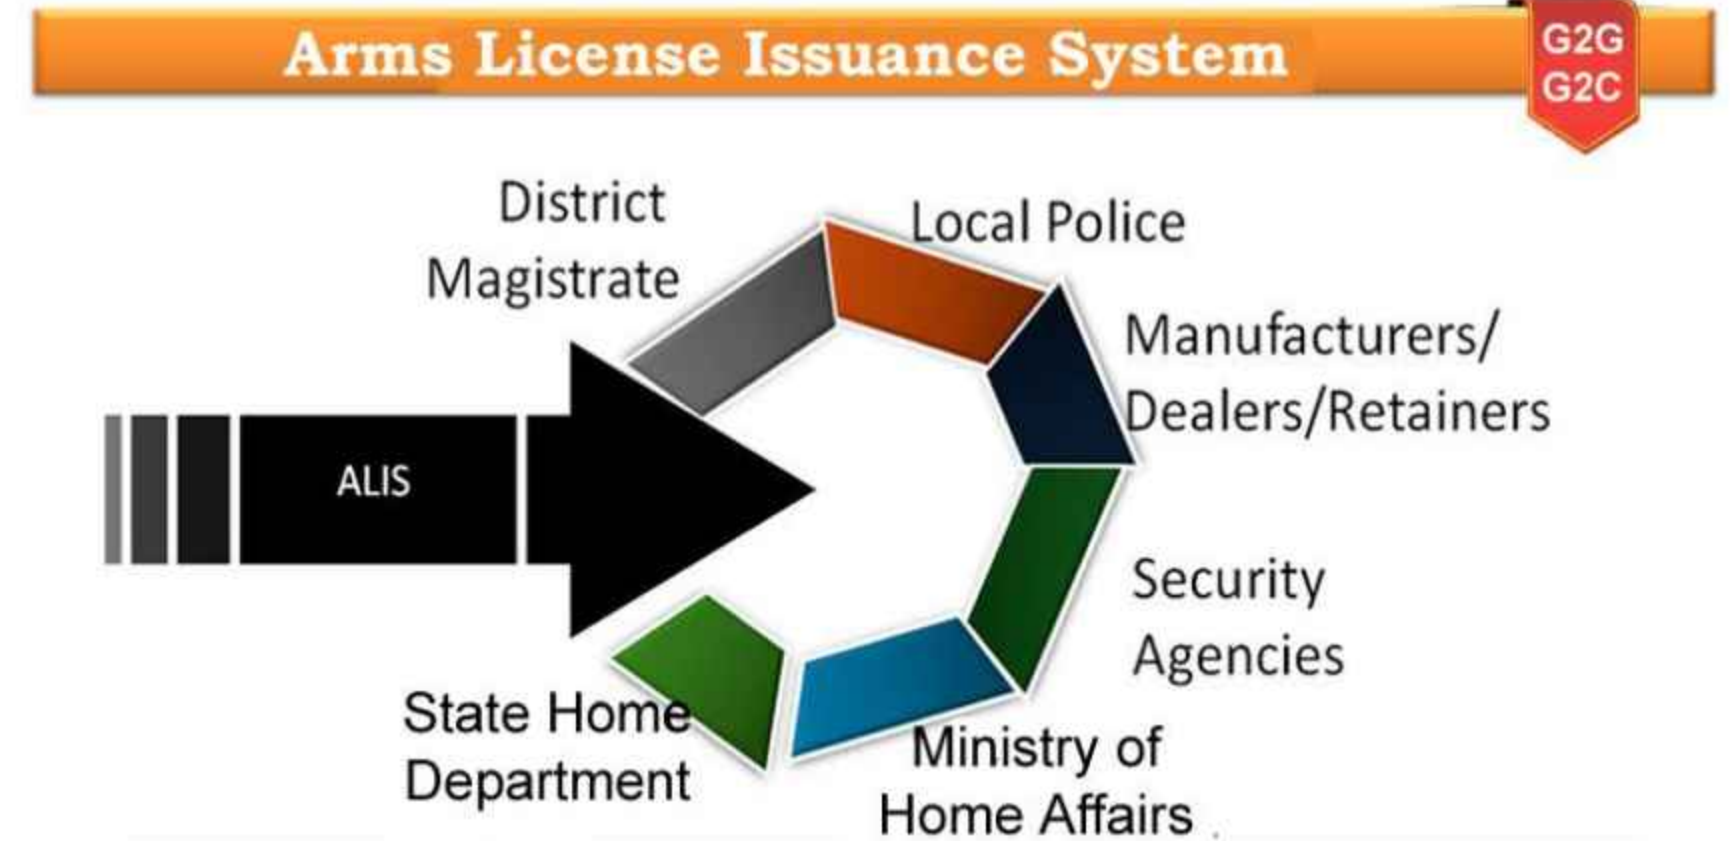 Arms License Issuance System
G2G
G2C
District
Magistrate
Local Police
Manufacturers/
Dealers/Retainers
ALIS
Security
Agencies
State Home
Department
Ministry of
Home Affairs